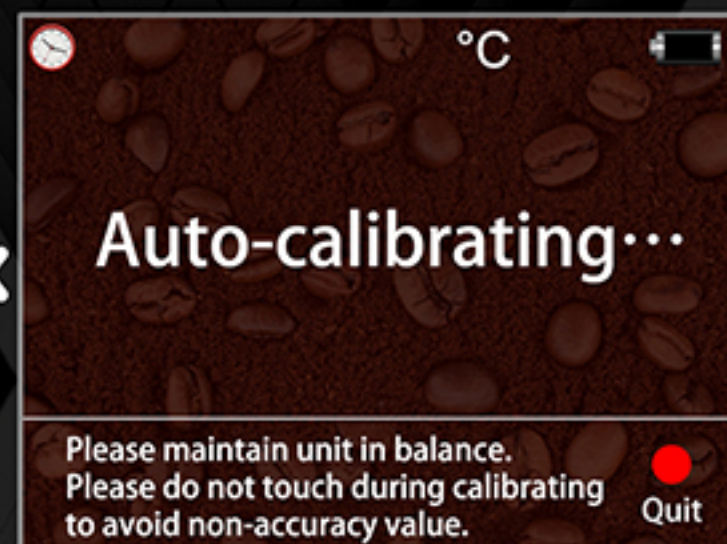 °C
Auto-calibrating···
Please maintain unit in balance.
Please do not touch during calibrating
to avoid non-accuracy value.
Quit